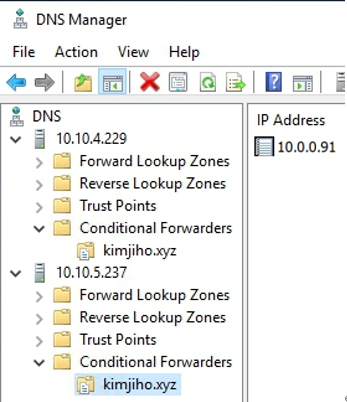 DNS Manager
File Action View Help
DNS
10.10.4.229
Forward Lookup Zones
Reverse Lookup Zones
Trust Points
Conditional Forwarders
kimjiho.xyz
10.10.5.237
Forward Lookup Zones
Reverse Lookup Zones
Trust Points
Conditional Forwarders
kimjiho.xyz
IP Address
10.0.0.91